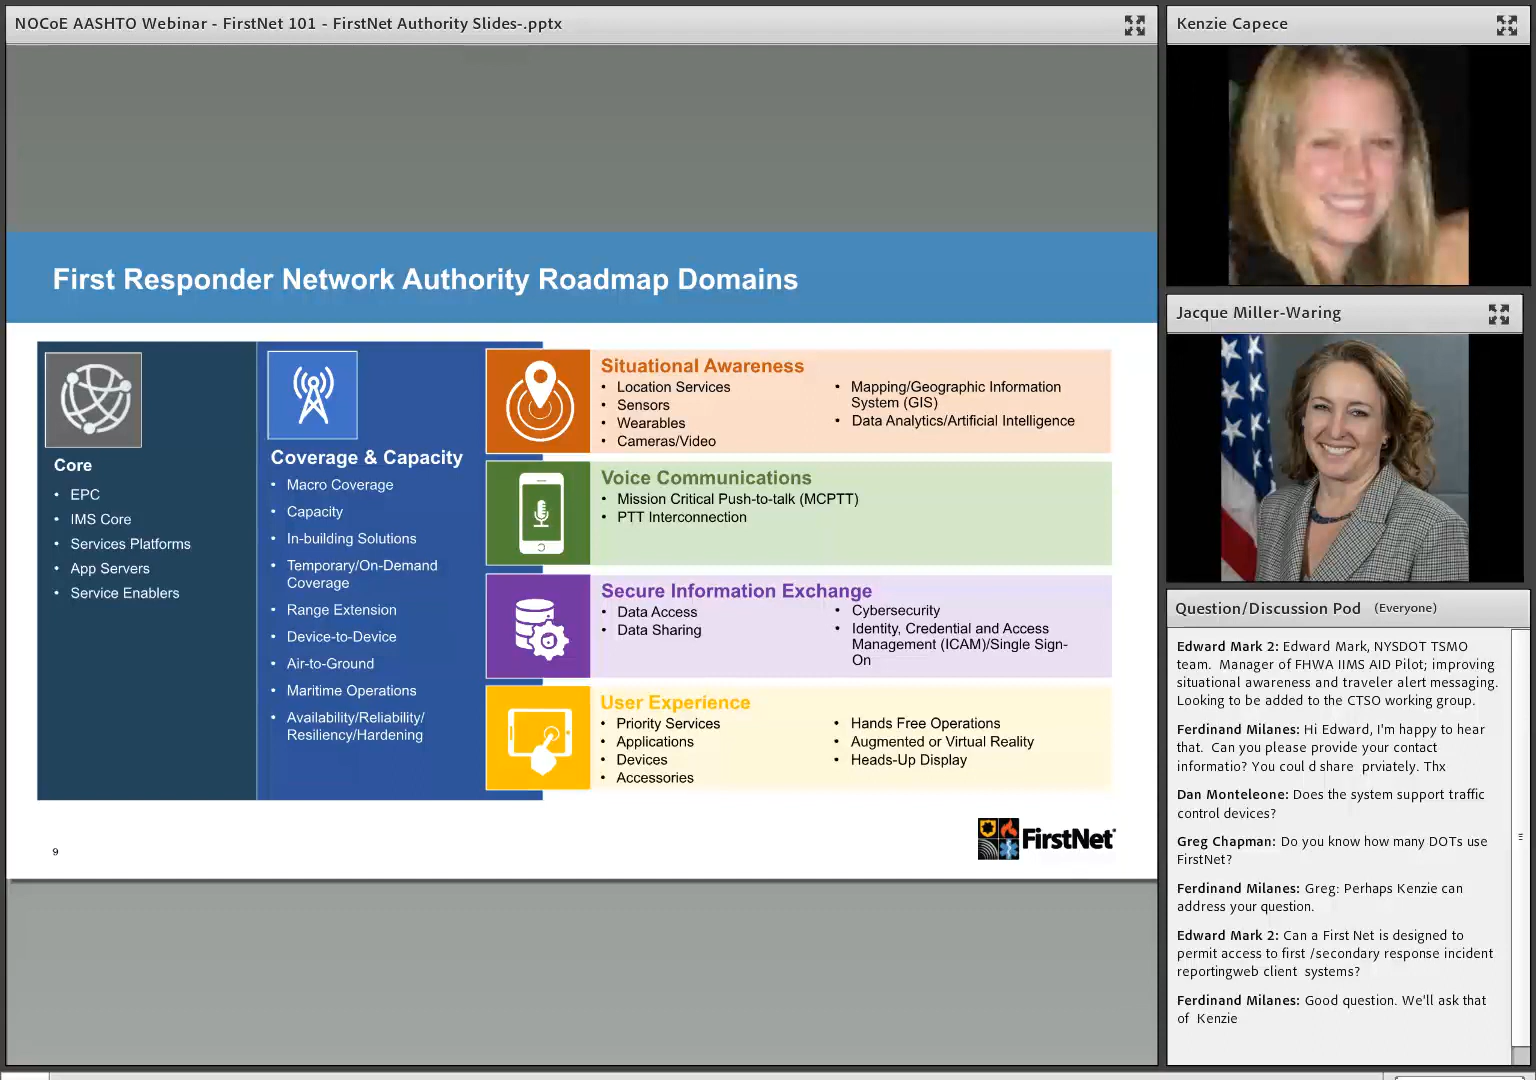 NOCoE AASHTO Webinar - FirstNet 101 - FirstNet Authority Slides-.pptx
First Responder Network Authority Roadmap Domains
Core
• EPC
• IMS Core
• Services Platforms
• App Servers
• Service Enablers
Coverage & Capacity
• Macro Coverage
• Capacity
• In-building Solutions
• Temporary/On-Demand
Coverage
• Range Extension
• Device-to-Device
• Air-to-Ground
• Maritime Operations
• Availability/Reliability/
Resiliency/Hardening
Situational Awareness
• Location Services
• Sensors
• Wearables
• Cameras/Video
• Mapping/Geographic Information
System (GIS)
• Data Analytics/Artificial Intelligence
Voice Communications
• Mission Critical Push-to-talk (MCPTT)
• PTT Interconnection
Secure Information Exchange
• Data Access
• Data Sharing
• Cybersecurity
• Identity, Credential and Access
Management (ICAM)/Single Sign-
On
User Experience
• Priority Services
• Applications
• Devices
• Accessories
• Hands Free Operations
• Augmented or Virtual Reality
• Heads-Up Display
9
FirstNet
Kenzie Capece
Jacque Miller-Waring
Question/Discussion Pod (Everyone)
Edward Mark 2: Edward Mark, NYSDOT TSMO
team. Manager of FHWA IIMS AID Pilot; improving
situational awareness and traveler alert messaging.
Looking to be added to the CTSO working group.
Ferdinand Milanes: Hi Edward, I'm happy to hear
that. Can you please provide your contact
informatio? You coul d share prviately. Thx
Dan Monteleone: Does the system support traffic
control devices?
Greg Chapman: Do you know how many DOTs use
FirstNet?
Ferdinand Milanes: Greg: Perhaps Kenzie can
address your question.
Edward Mark 2: Can a First Net is designed to
permit access to first /secondary response incident
reportingweb client systems?
Ferdinand Milanes: Good question. We'll ask that
of Kenzie